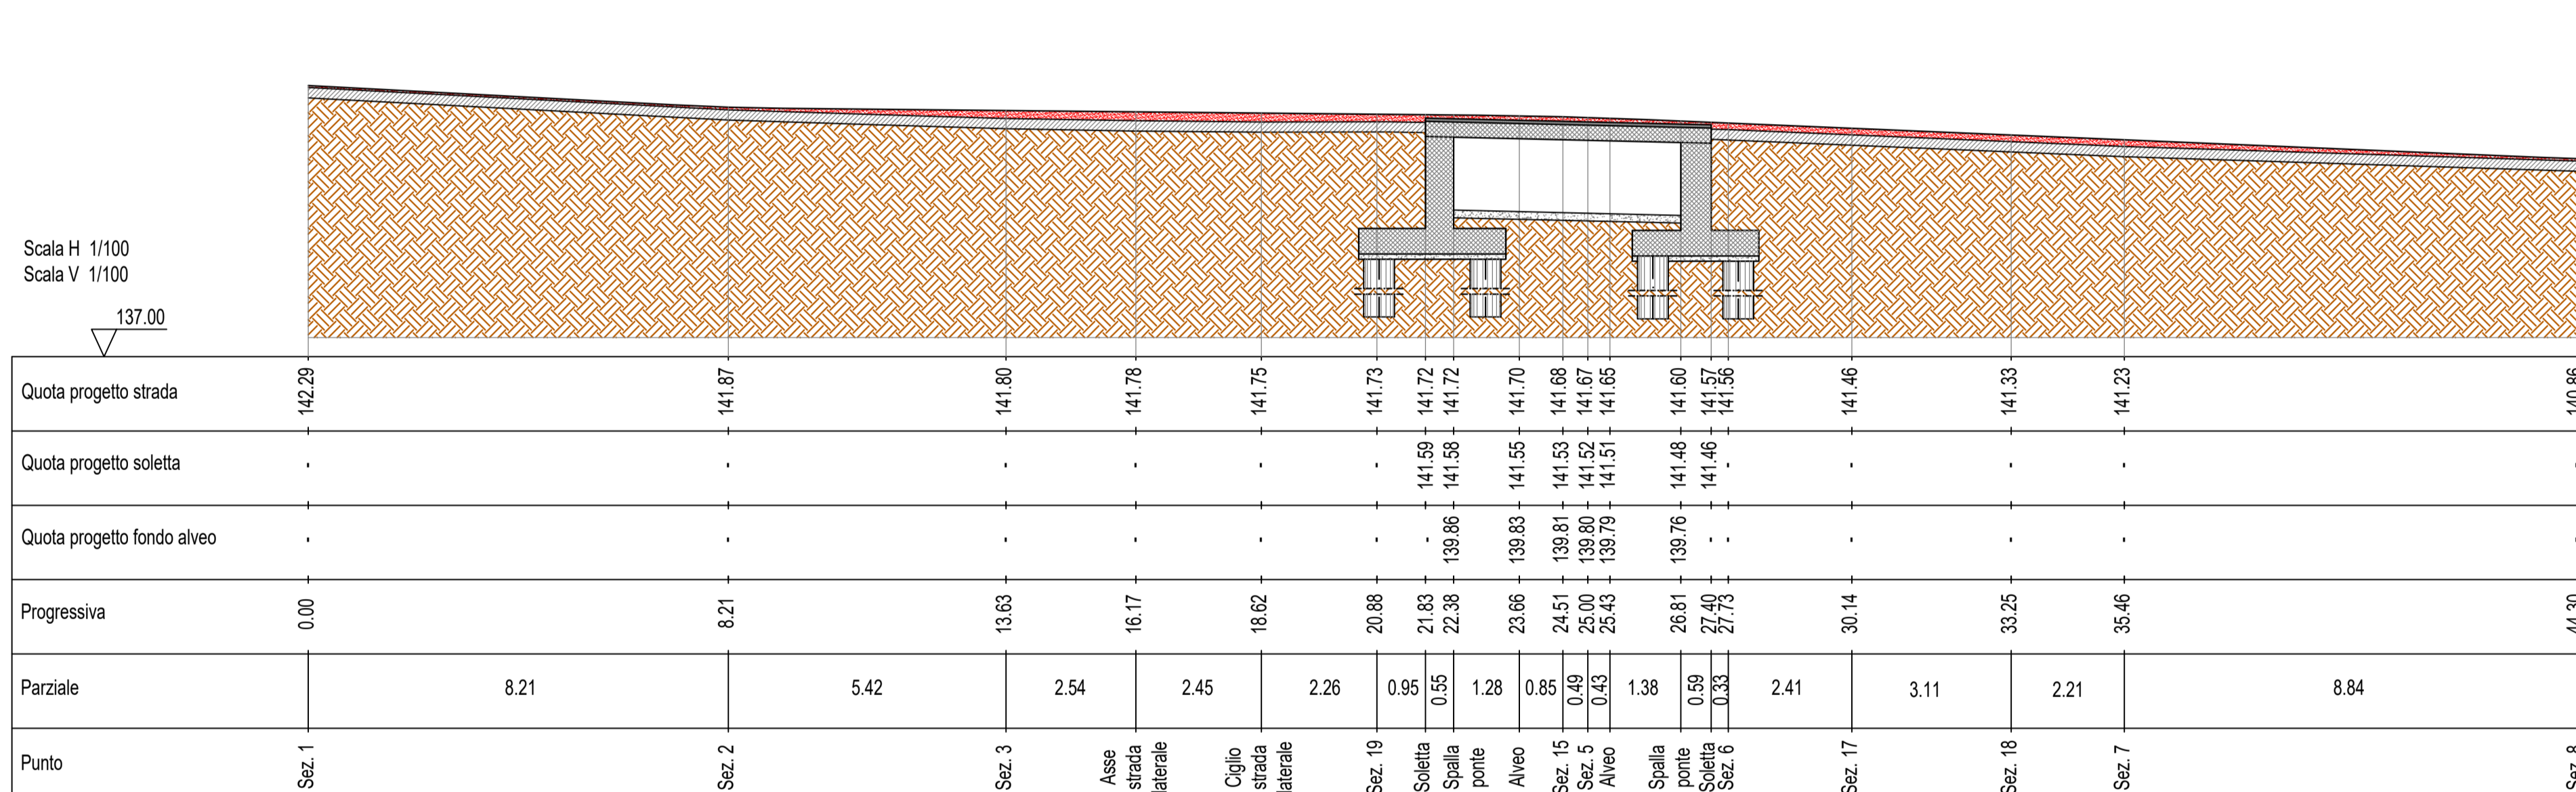 Scala H 1/100
Scala V 1/100
137.00
Quota progetto strada 142.29 141.87 141.80 141.78 141.75 141.73 141.72 141.72 141.70 141.68 141.67 141.65 141.60 141.57 141.56 141.46 141.33 141.23 140.86
Quota progetto soletta - - - - - - 141.59 141.58 141.55 141.53 141.52 141.51 141.48 141.46 - - - - -
Quota progetto fondo alveo - - - - - - - 139.86 139.83 139.81 139.80 139.79 139.76 - - - - - -
Progressiva 0.00 8.21 13.63 16.17 18.62 20.88 21.83 22.38 23.66 24.51 25.00 25.43 26.81 27.40 27.73 30.14 33.25 35.46 44.30
Parziale 8.21 5.42 2.54 2.45 2.26 0.95 0.55 1.28 0.85 0.49 0.43 1.38 0.59 0.33 2.41 3.11 2.21 8.84
Punto
Sez. 1
Sez. 2
Sez. 3
Asse
strada
laterale
Ciglio
strada
laterale
Sez. 19
Soletta
Spalla
ponte
Alveo
Sez. 15
Sez. 5
Alveo
Spalla
ponte
Soletta
Sez. 6
Sez. 17
Sez. 18
Sez. 7
Sez. 8